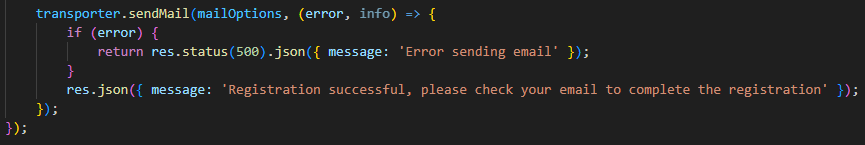 transporter.sendMail(mailOptions, (error, info) => {
if (error) {
return res.status(500).json({ message: 'Error sending email' });
}
res.json({ message: 'Registration successful, please check your email to complete the registration' });
});
});